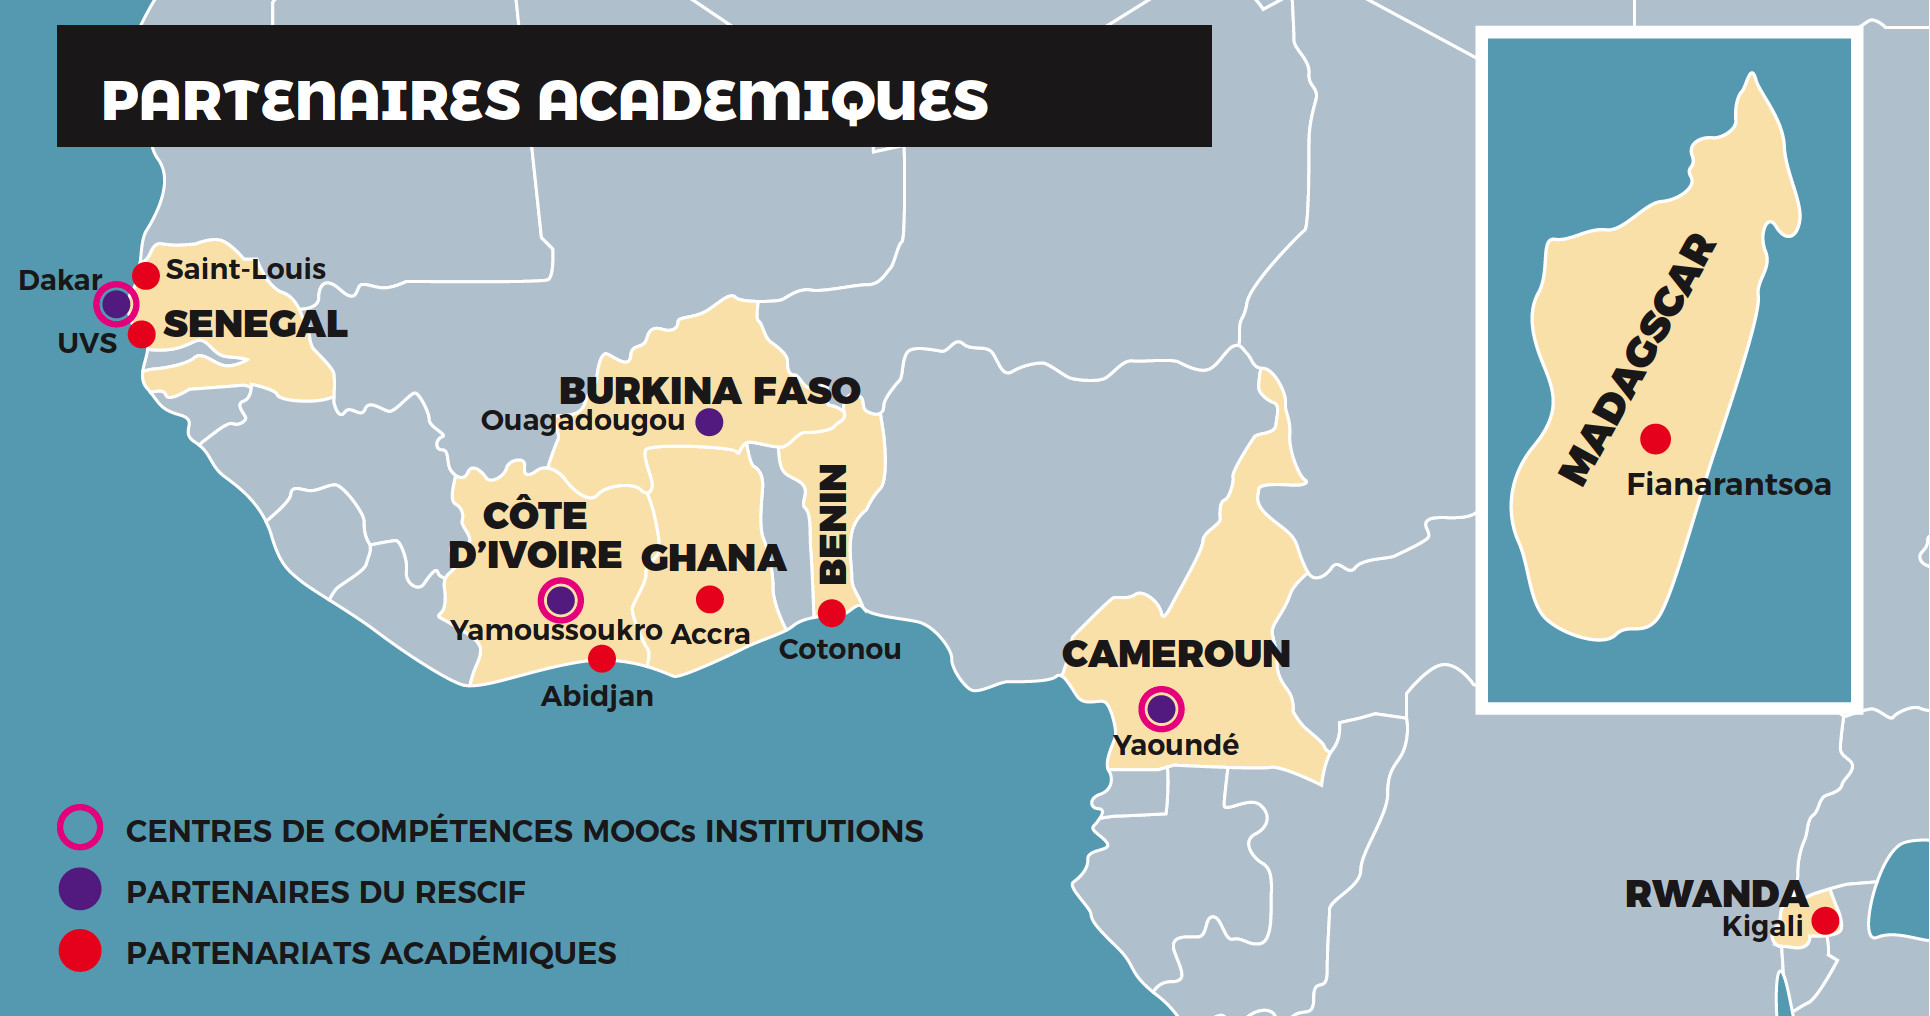 PARTENAIRES ACADEMIQUES
Saint-Louis
Dakar
SENEGAL
UVS
BURKINA FASO
Ouagadougou
CÔTE
D’IVOIRE
GHANA
BENIN
Yamoussoukro
Accra
Cotonou
Abidjan
CAMEROUN
Yaoundé
MADAGSCAR
Fianarantsoa
RWANDA
Kigali
CENTRES DE COMPÉTENCES MOOCs INSTITUTIONS
PARTENAIRES DU RESCIF
PARTENARIATS ACADÉMIQUES